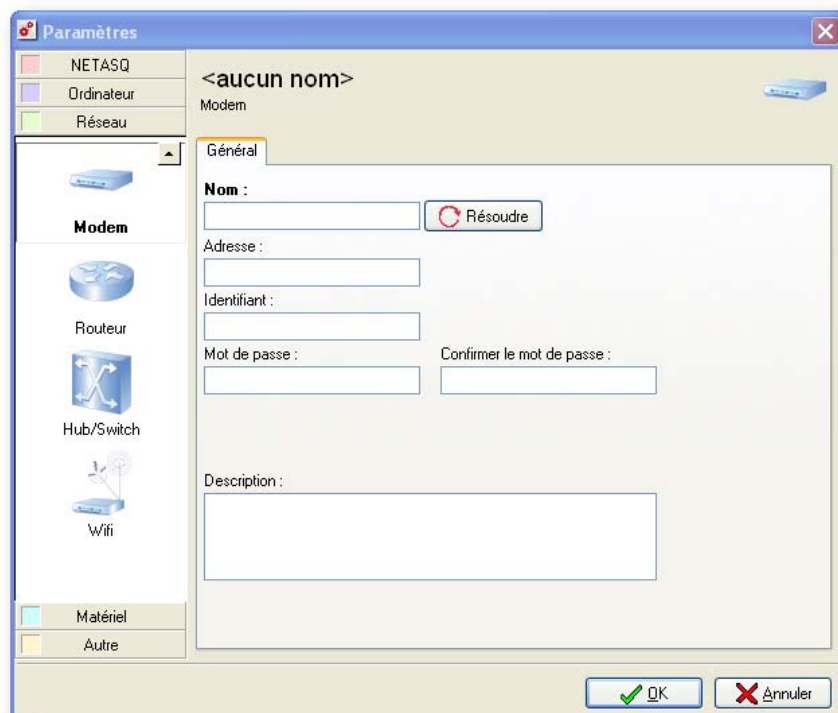 Paramètres
NETASQ
Ordinateur
Réseau
Modem
Routeur
Hub/Switch
Wifi
Matériel
Autre
<aucun nom>
Modem
Général
Nom :
Résoudre
Adresse :
Identifiant :
Mot de passe :
Confirmer le mot de passe :
Description :
OK
Annuler